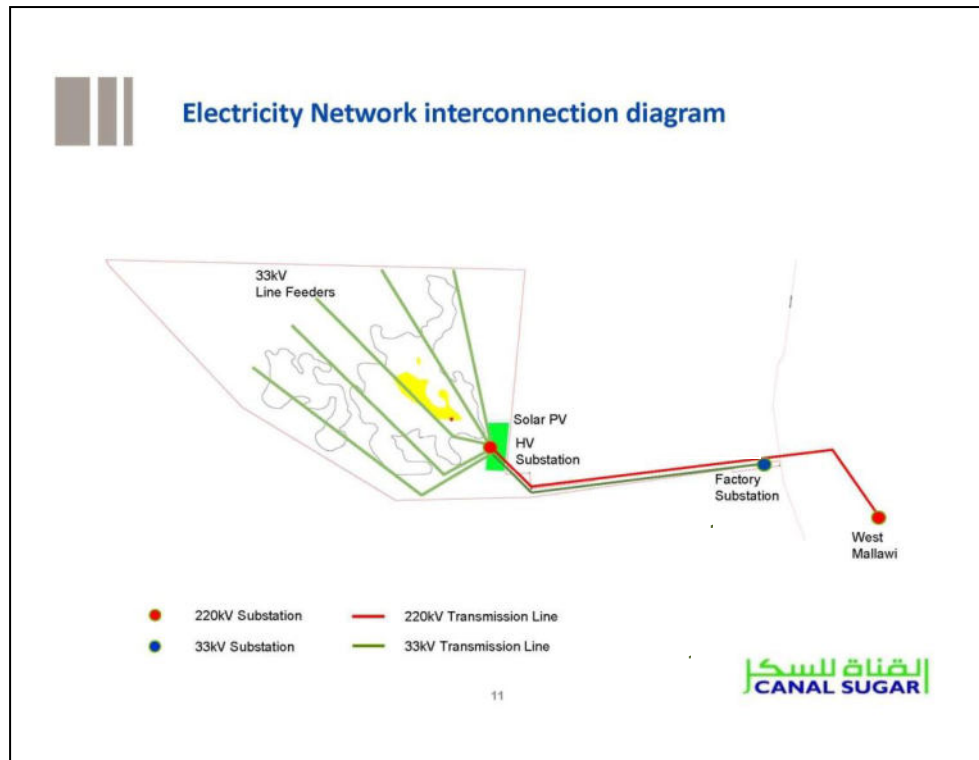 Electricity Network interconnection diagram
33kV
Line Feeders
Solar PV
HV
Substation
Factory
Substation
West
Mallawi
220kV Substation
220kV Transmission Line
33kV Substation
33kV Transmission Line
القناة للسكر
CANAL SUGAR
11